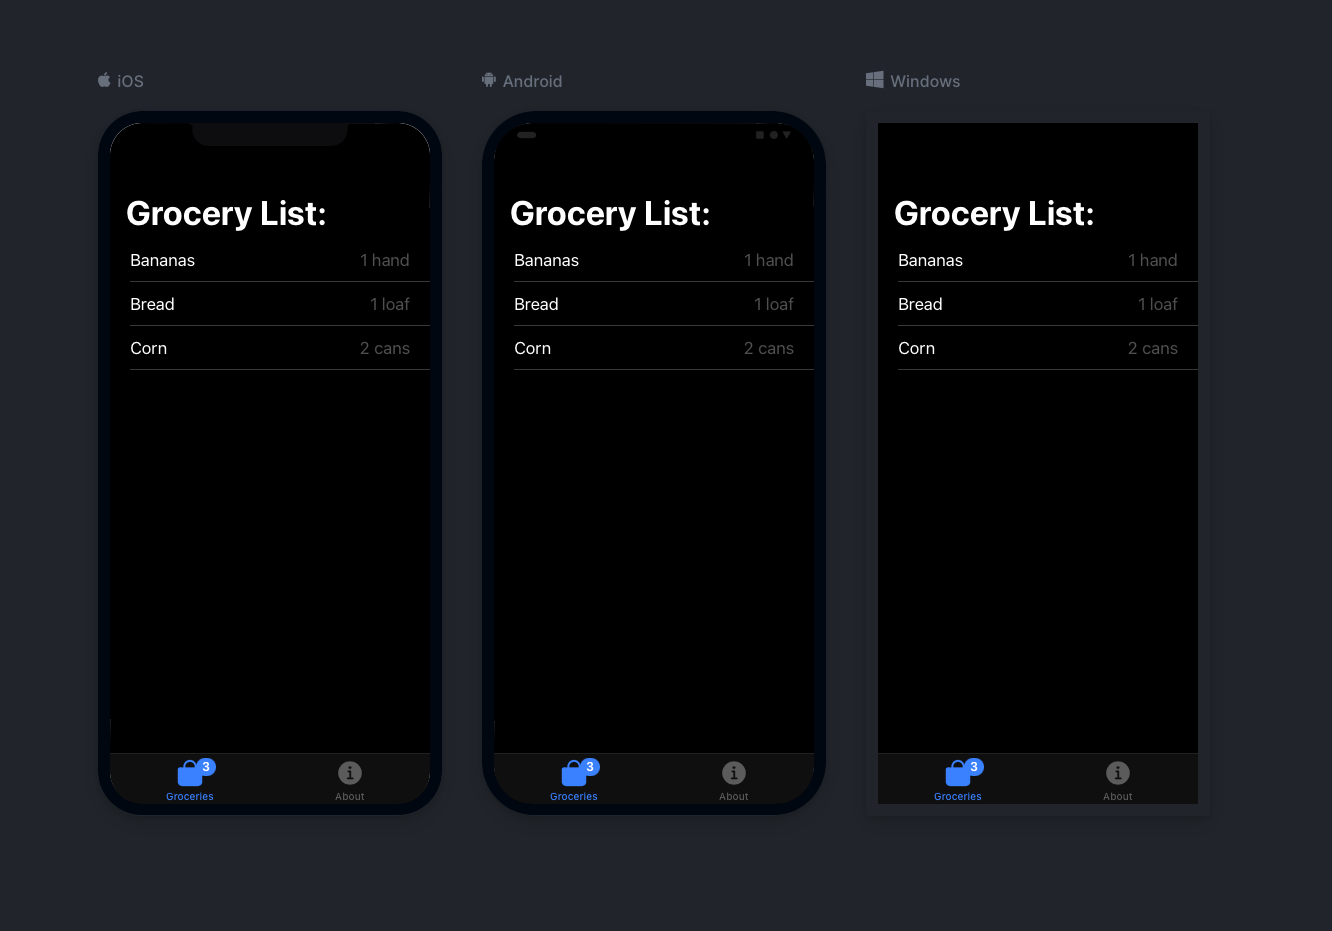 iOS
Grocery List:
Bananas 1 hand
Bread 1 loaf
Corn 2 cans
3
Groceries About
Android
Grocery List:
Bananas 1 hand
Bread 1 loaf
Corn 2 cans
3
Groceries About
Windows
Grocery List:
Bananas 1 hand
Bread 1 loaf
Corn 2 cans
3
Groceries About